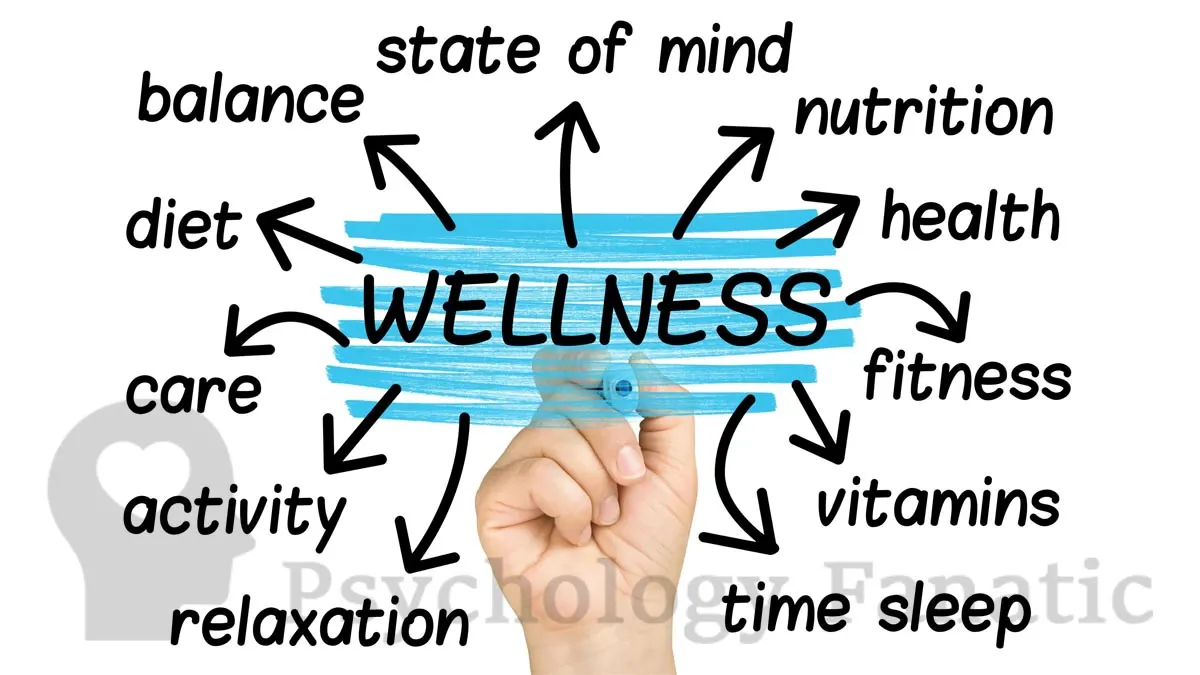 state of mind
balance
nutrition
diet
health
WELLNESS
care
fitness
activity
vitamins
relaxation
time sleep
Psychology Fanatic